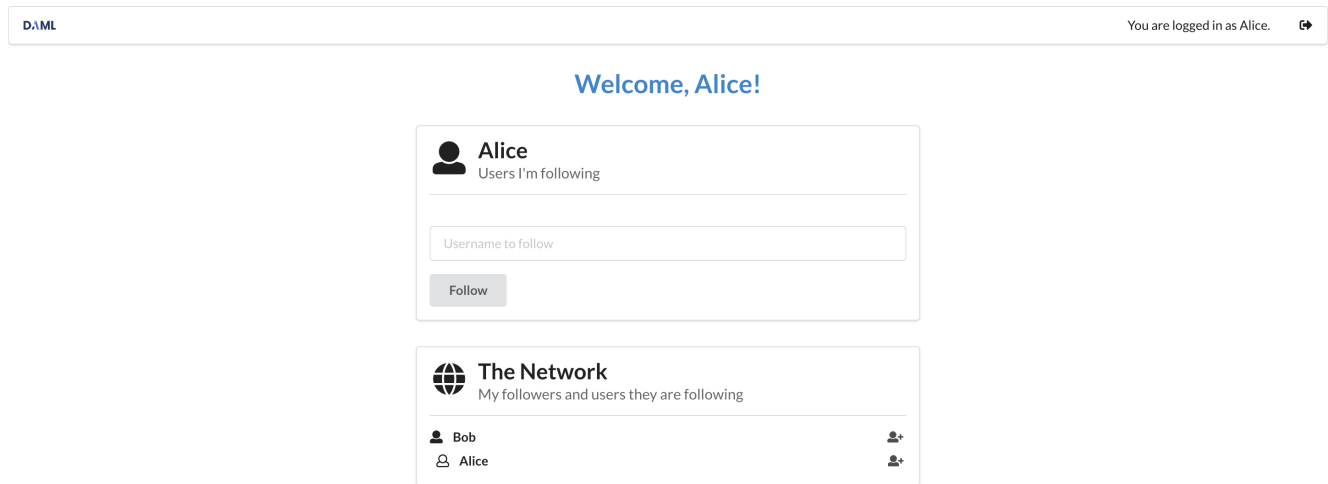 DAML
You are logged in as Alice.
Welcome, Alice!
Alice
Users I'm following
Username to follow
Follow
The Network
My followers and users they are following
Bob
Alice